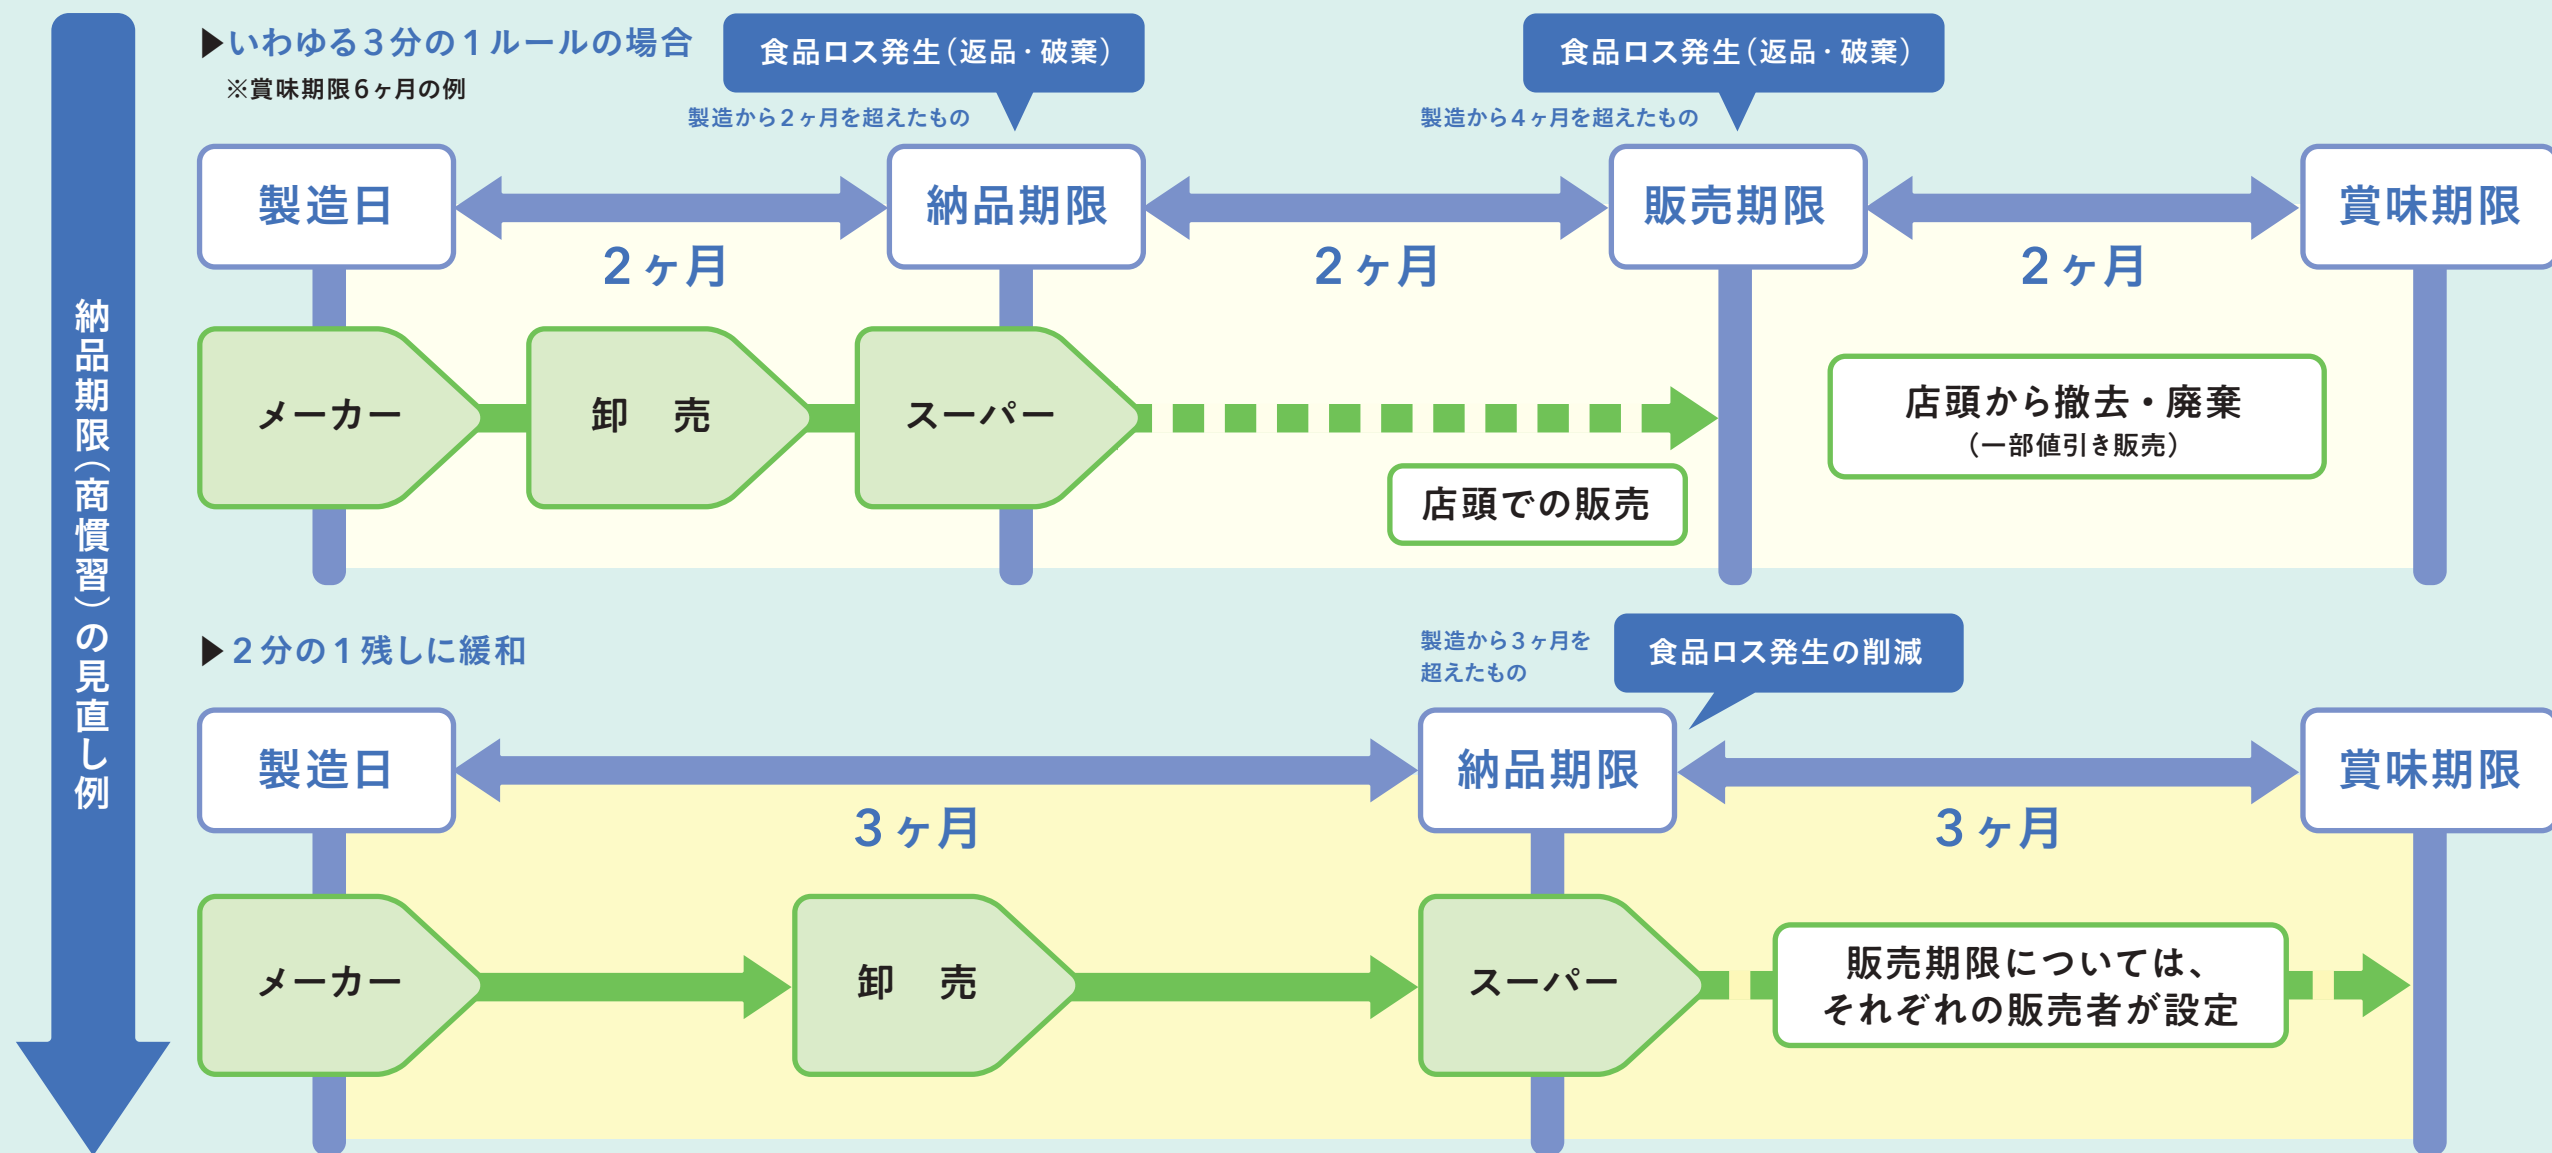 納品期限(商慣習)の見直し例
▶いわゆる3分の1ルールの場合
※賞味期限6ヶ月の例
食品ロス発生(返品・破棄)
製造から2ヶ月を超えたもの
食品ロス発生(返品・破棄)
製造から4ヶ月を超えたもの
製造日
納品期限
販売期限
賞味期限
2ヶ月
2ヶ月
2ヶ月
メーカー
卸 売
スーパー
店頭での販売
店頭から撤去・廃棄
(一部値引き販売)
▶2分の1残しに緩和
製造から3ヶ月を
超えたもの
食品ロス発生の削減
製造日
納品期限
賞味期限
3ヶ月
3ヶ月
メーカー
卸 売
スーパー
販売期限については、
それぞれの販売者が設定